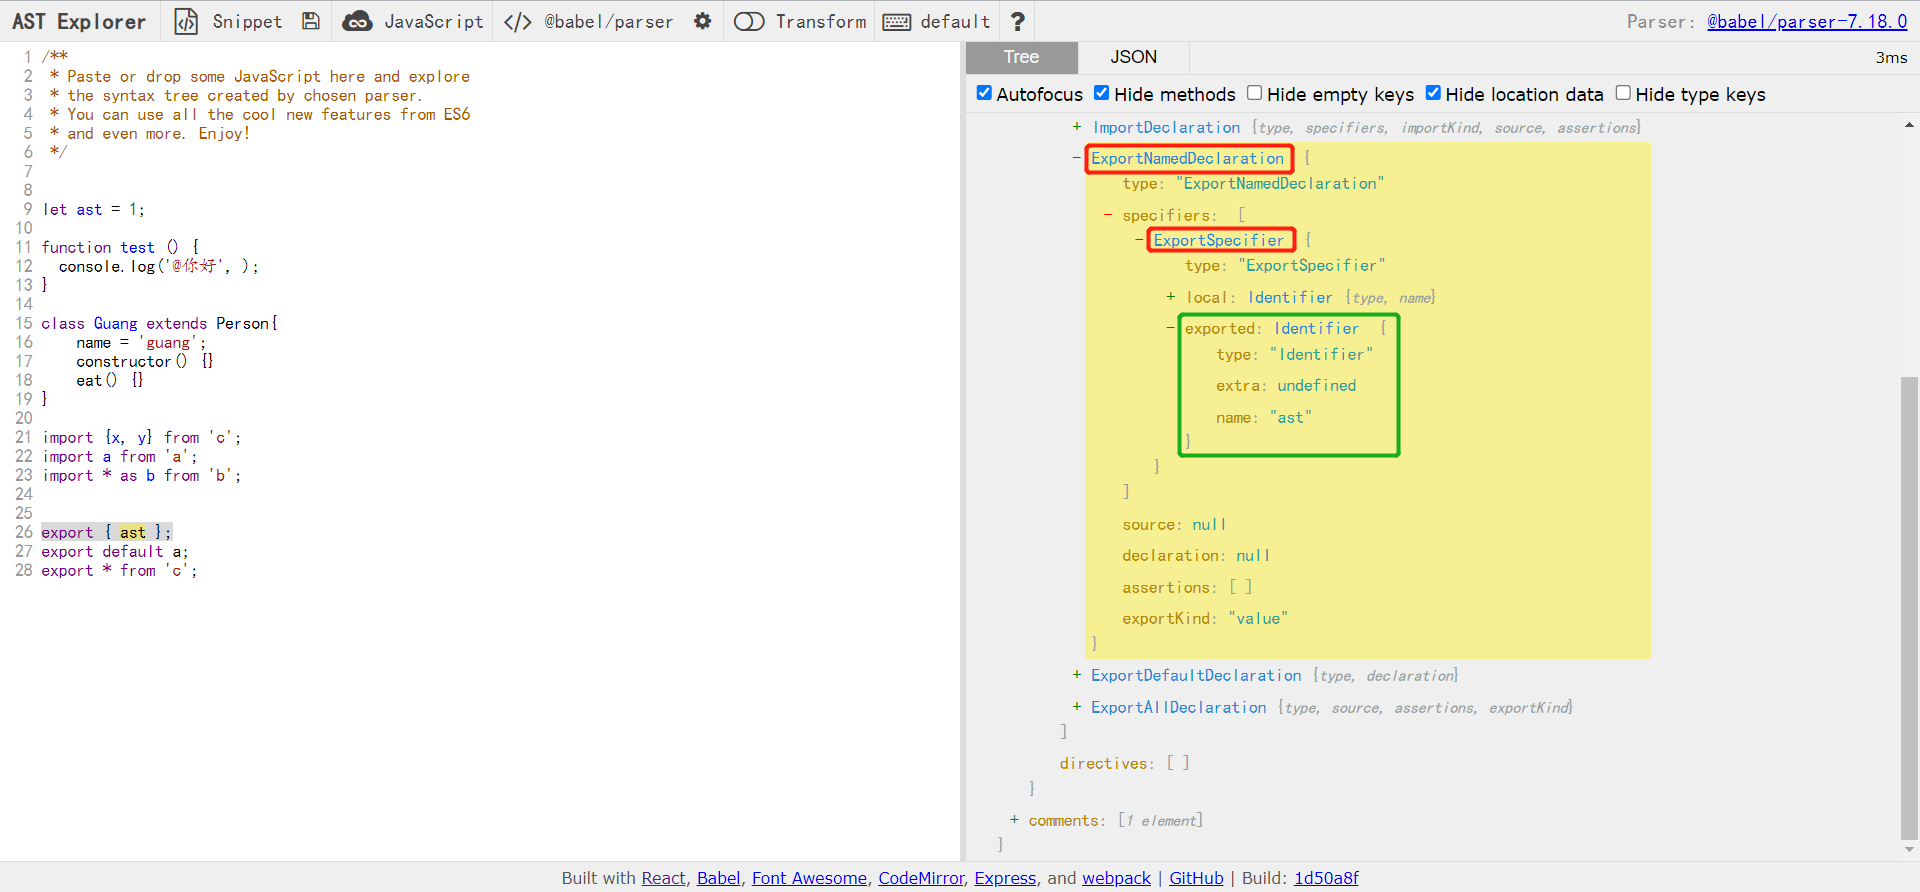 AST Explorer Snippet JavaScript </> @babel/parser Transform default ? Parser: @babel/parser-7.18.0
1 /**
2  * Paste or drop some JavaScript here and explore
3  * the syntax tree created by chosen parser.
4  * You can use all the cool new features from ES6
5  * and even more. Enjoy!
6  */
7
8
9 let ast = 1;
10
11 function test () {
12   console.log('@你好', );
13 }
14
15 class Guang extends Person{
16     name = 'guang';
17     constructor() {}
18     eat() {}
19 }
20
21 import {x, y} from 'c';
22 import a from 'a';
23 import * as b from 'b';
24
25
26 export { ast };
27 export default a;
28 export * from 'c';
Tree JSON 3ms
Autofocus Hide methods Hide empty keys Hide location data Hide type keys
+ ImportDeclaration {type, specifiers, importKind, source, assertions}
- ExportNamedDeclaration {
type: "ExportNamedDeclaration"
- specifiers: [
- ExportSpecifier {
type: "ExportSpecifier"
+ local: Identifier {type, name}
- exported: Identifier {
type: "Identifier"
extra: undefined
name: "ast"
}
}
]
source: null
declaration: null
assertions: [ ]
exportKind: "value"
}
+ ExportDefaultDeclaration {type, declaration}
+ ExportAllDeclaration {type, source, assertions, exportKind}
]
directives: [ ]
}
+ comments: [1 element]
}
Built with React, Babel, Font Awesome, CodeMirror, Express, and webpack | GitHub | Build: 1d50a8f